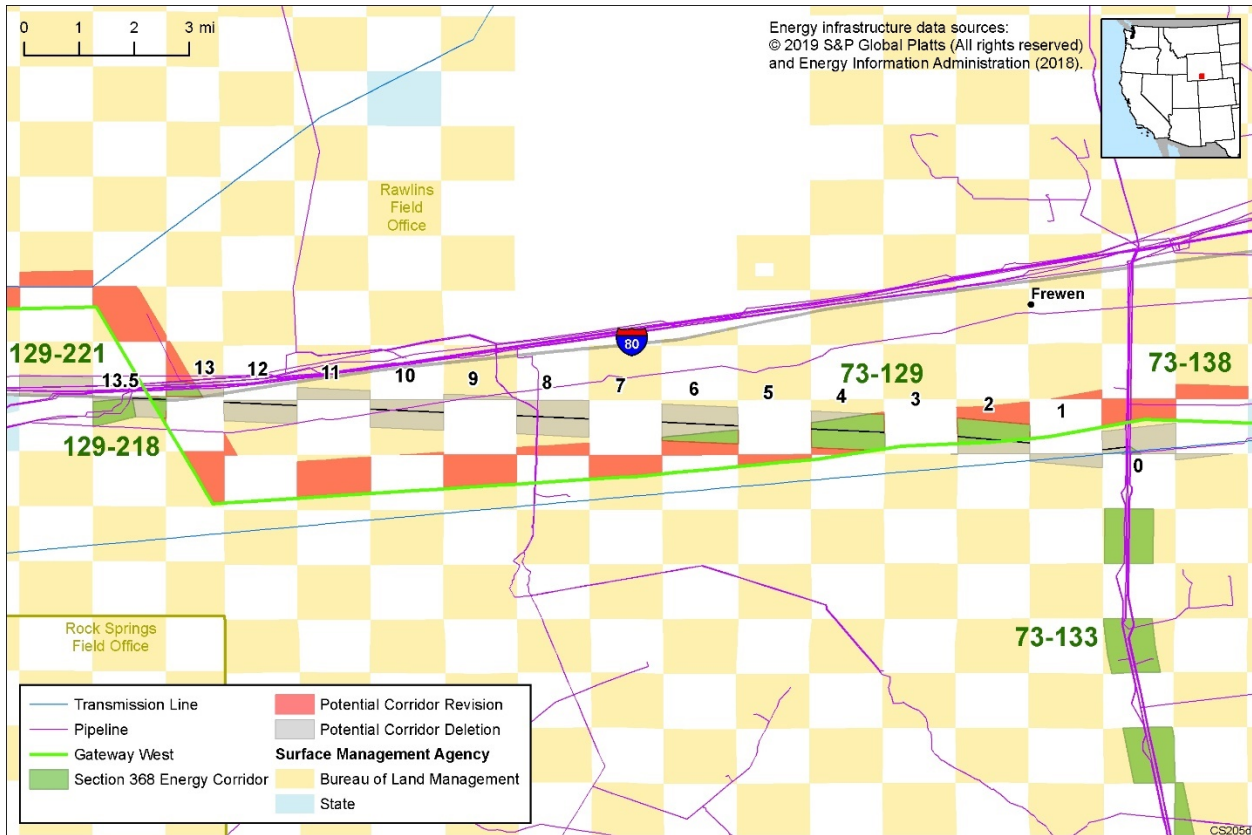 0 1 2 3 mi
Energy infrastructure data sources:
© 2019 S&P Global Platts (All rights reserved)
and Energy Information Administration (2018).
Rawlins
Field
Office
Frewen
80
129-221
13.5
13
12
11
10
9
8
7
6
5
4
3
2
1
0
73-129
73-138
129-218
73-133
Rock Springs
Field Office
Transmission Line
Pipeline
Gateway West
Section 368 Energy Corridor
Potential Corridor Revision
Potential Corridor Deletion
Surface Management Agency
Bureau of Land Management
State
CS205d